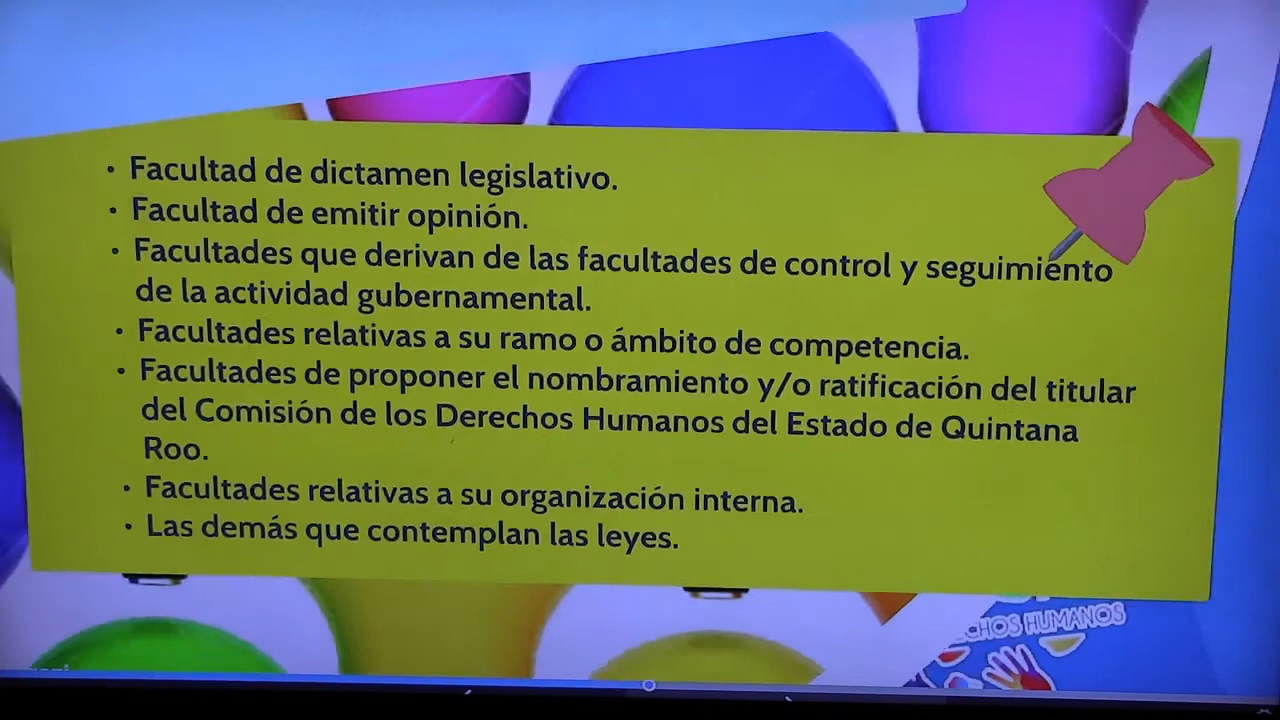 • Facultad de dictamen legislativo.
• Facultad de emitir opinión.
• Facultades que derivan de las facultades de control y seguimiento
de la actividad gubernamental.
• Facultades relativas a su ramo o ámbito de competencia.
• Facultades de proponer el nombramiento y/o ratificación del titular
del Comisión de los Derechos Humanos del Estado de Quintana
Roo.
• Facultades relativas a su organización interna.
• Las demás que contemplan las leyes.
HUMANOS